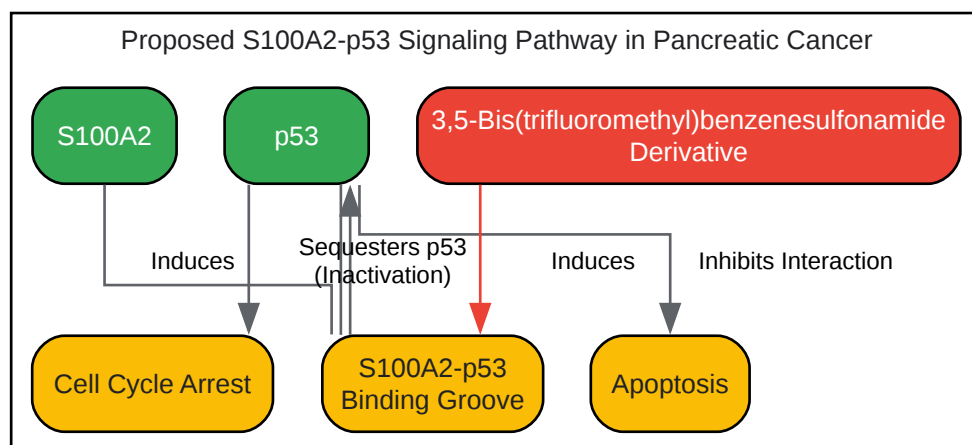 Proposed S100A2-p53 Signaling Pathway in Pancreatic Cancer
S100A2
p53
3,5-Bis(trifluoromethyl)benzenesulfonamide
Derivative
Induces
Sequesters p53
(Inactivation)
Induces
Inhibits Interaction
Cell Cycle Arrest
S100A2-p53
Binding Groove
Apoptosis